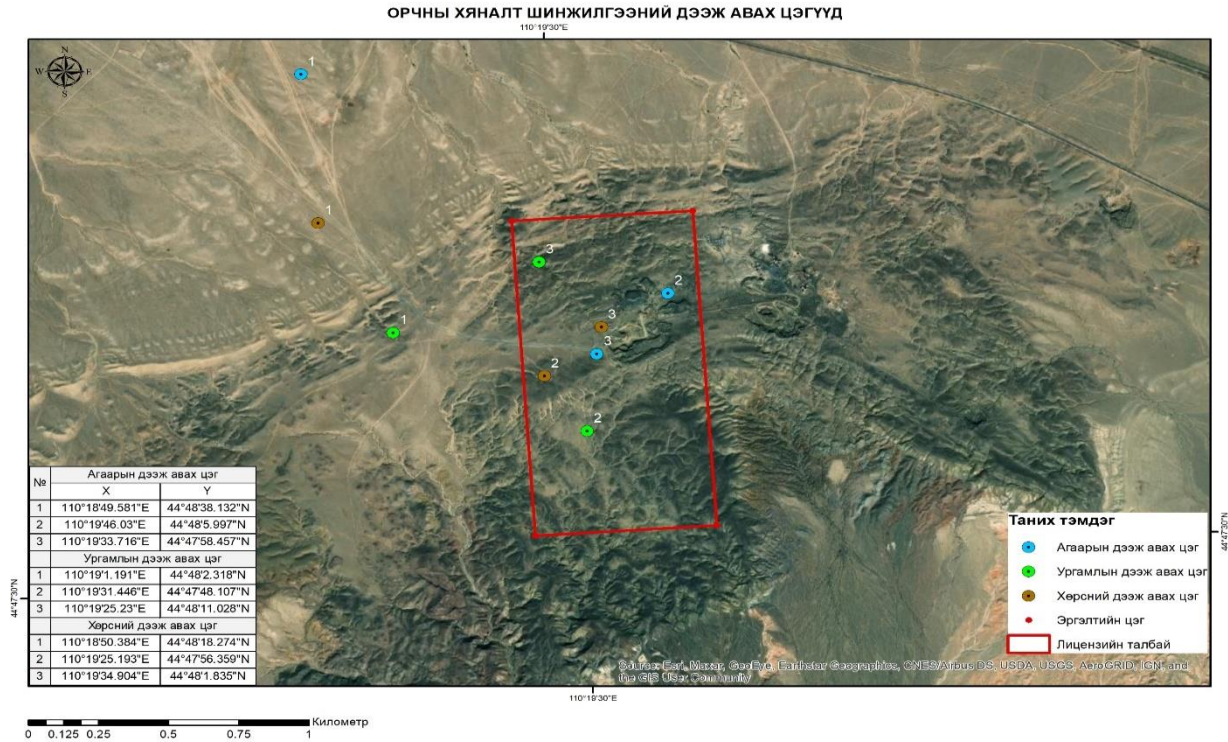 ОРЧНЫ ХЯНАЛТ ШИНЖИЛГЭЭНИЙ ДЭЭЖ АВАХ ЦЭГҮҮД
110°19'30"E
N
W E
S
1
1
3
2
1
3
3
2
2
№ Агаарын дээж авах цэг
X Y
1 110°18'49.581"E 44°48'38.132"N
2 110°19'46.03"E 44°48'5.997"N
3 110°19'33.716"E 44°47'58.457"N
Ургамлын дээж авах цэг
1 110°19'1.191"E 44°48'2.318"N
2 110°19'31.446"E 44°47'48.107"N
3 110°19'25.23"E 44°48'11.028"N
Хөрсний дээж авах цэг
1 110°18'50.384"E 44°48'18.274"N
2 110°19'25.193"E 44°47'56.359"N
3 110°19'34.904"E 44°48'1.835"N
44°47'30"N
Таних тэмдэг
Агаарын дээж авах цэг
Ургамлын дээж авах цэг
Хөрсний дээж авах цэг
Эргэлтийн цэг
Лицензийн талбай
44°47'30"N
Source: Esri, Maxar, GeoEye, Earthstar Geographics, CNES/Airbus DS, USDA, USGS, AeroGRID, IGN, and
the GIS User Community
110°19'30"E
Километр
0 0.125 0.25 0.5 0.75 1